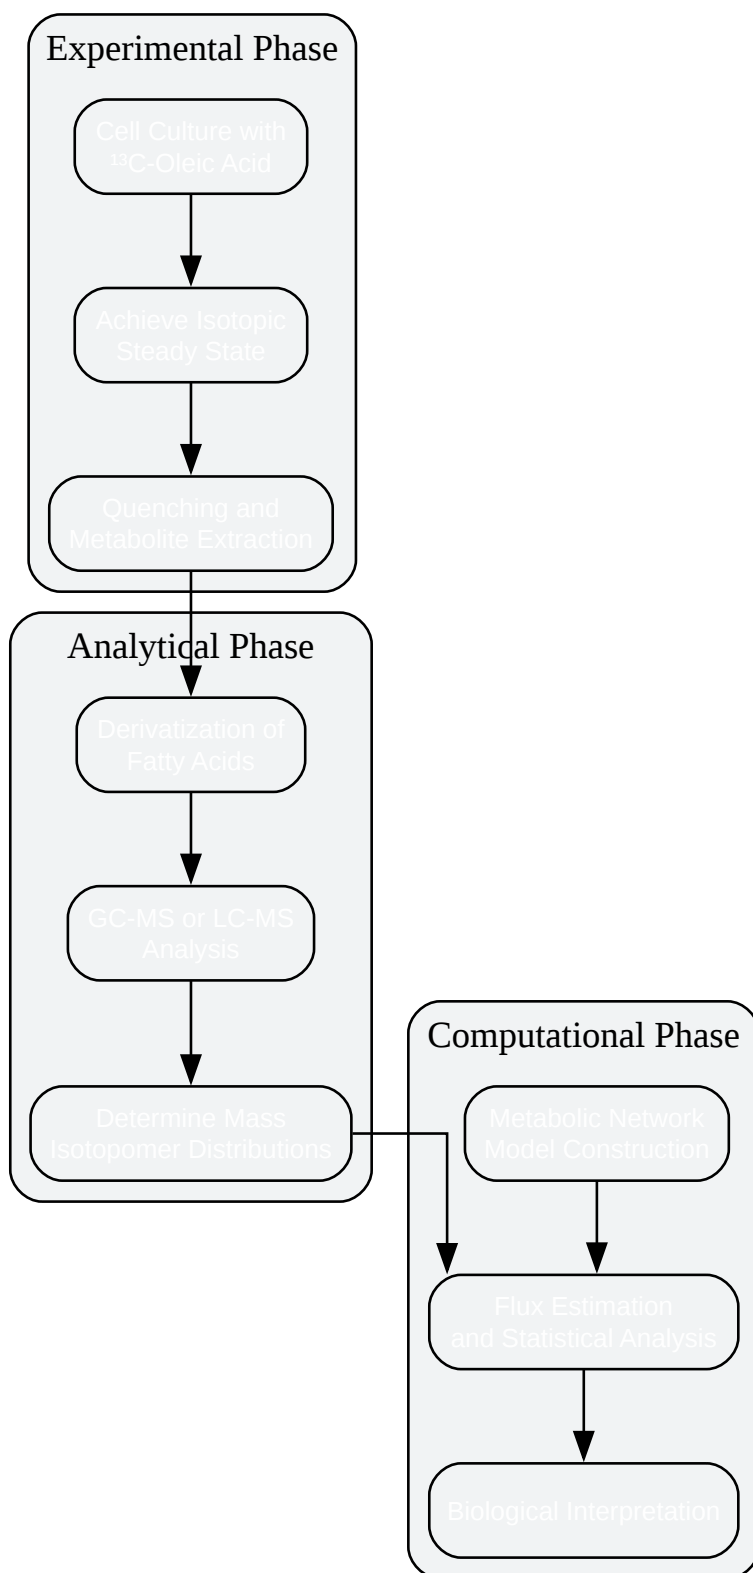 Experimental Phase
Cell Culture with
¹³C-Oleic Acid
Achieve Isotopic
Steady State
Quenching and
Metabolite Extraction
Analytical Phase
Derivatization of
Fatty Acids
GC-MS or LC-MS
Analysis
Determine Mass
Isotopomer Distributions
Computational Phase
Metabolic Network
Model Construction
Flux Estimation
and Statistical Analysis
Biological Interpretation